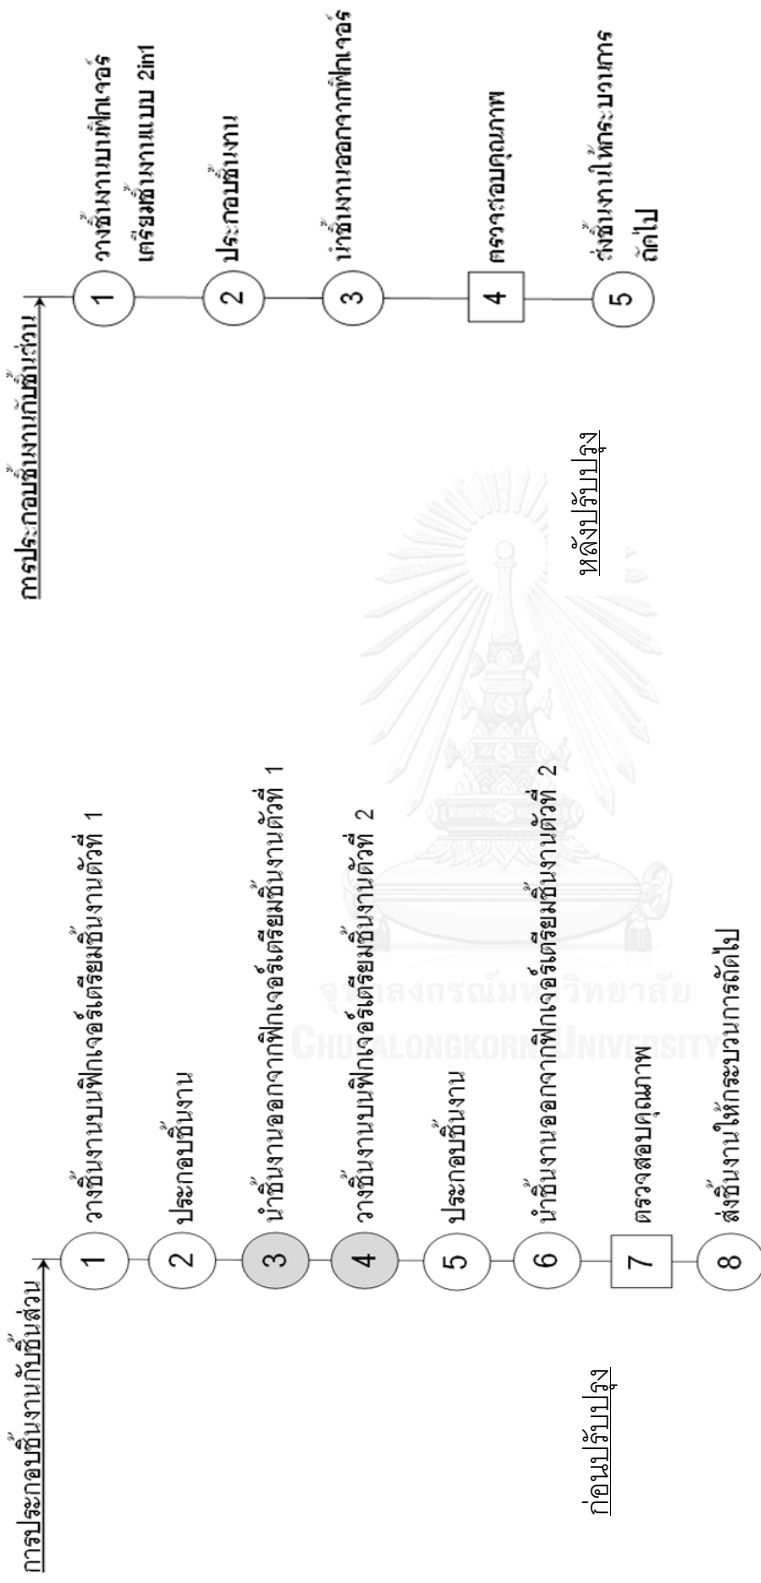 การประกอบชิ้นงานกับชิ้นส่วน
1 วางชิ้นงานบนฟิกเจอร์เตรียมชิ้นงานตัวที่ 1
2 ประกอบชิ้นงาน
3 นำชิ้นงานออกจากฟิกเจอร์เตรียมชิ้นงานตัวที่ 1
4 วางชิ้นงานบนฟิกเจอร์เตรียมชิ้นงานตัวที่ 2
5 ประกอบชิ้นงาน
6 นำชิ้นงานออกจากฟิกเจอร์เตรียมชิ้นงานตัวที่ 2
7 ตรวจสอบคุณภาพ
8 ส่งชิ้นงานให้กระบวนการถัดไป
ก่อนปรับปรุง
การประกอบชิ้นงานกับชิ้นส่วน
1 วางชิ้นงานบนฟิกเจอร์
เตรียมชิ้นงานแบบ 2in1
2 ประกอบชิ้นงาน
3 นำชิ้นงานออกจากฟิกเจอร์
4 ตรวจสอบคุณภาพ
5 ส่งชิ้นงานให้กระบวนการ
ถัดไป
หลังปรับปรุง
จุฬาลงกรณ์มหาวิทยาลัย
CHULALONGKORN UNIVERSITY